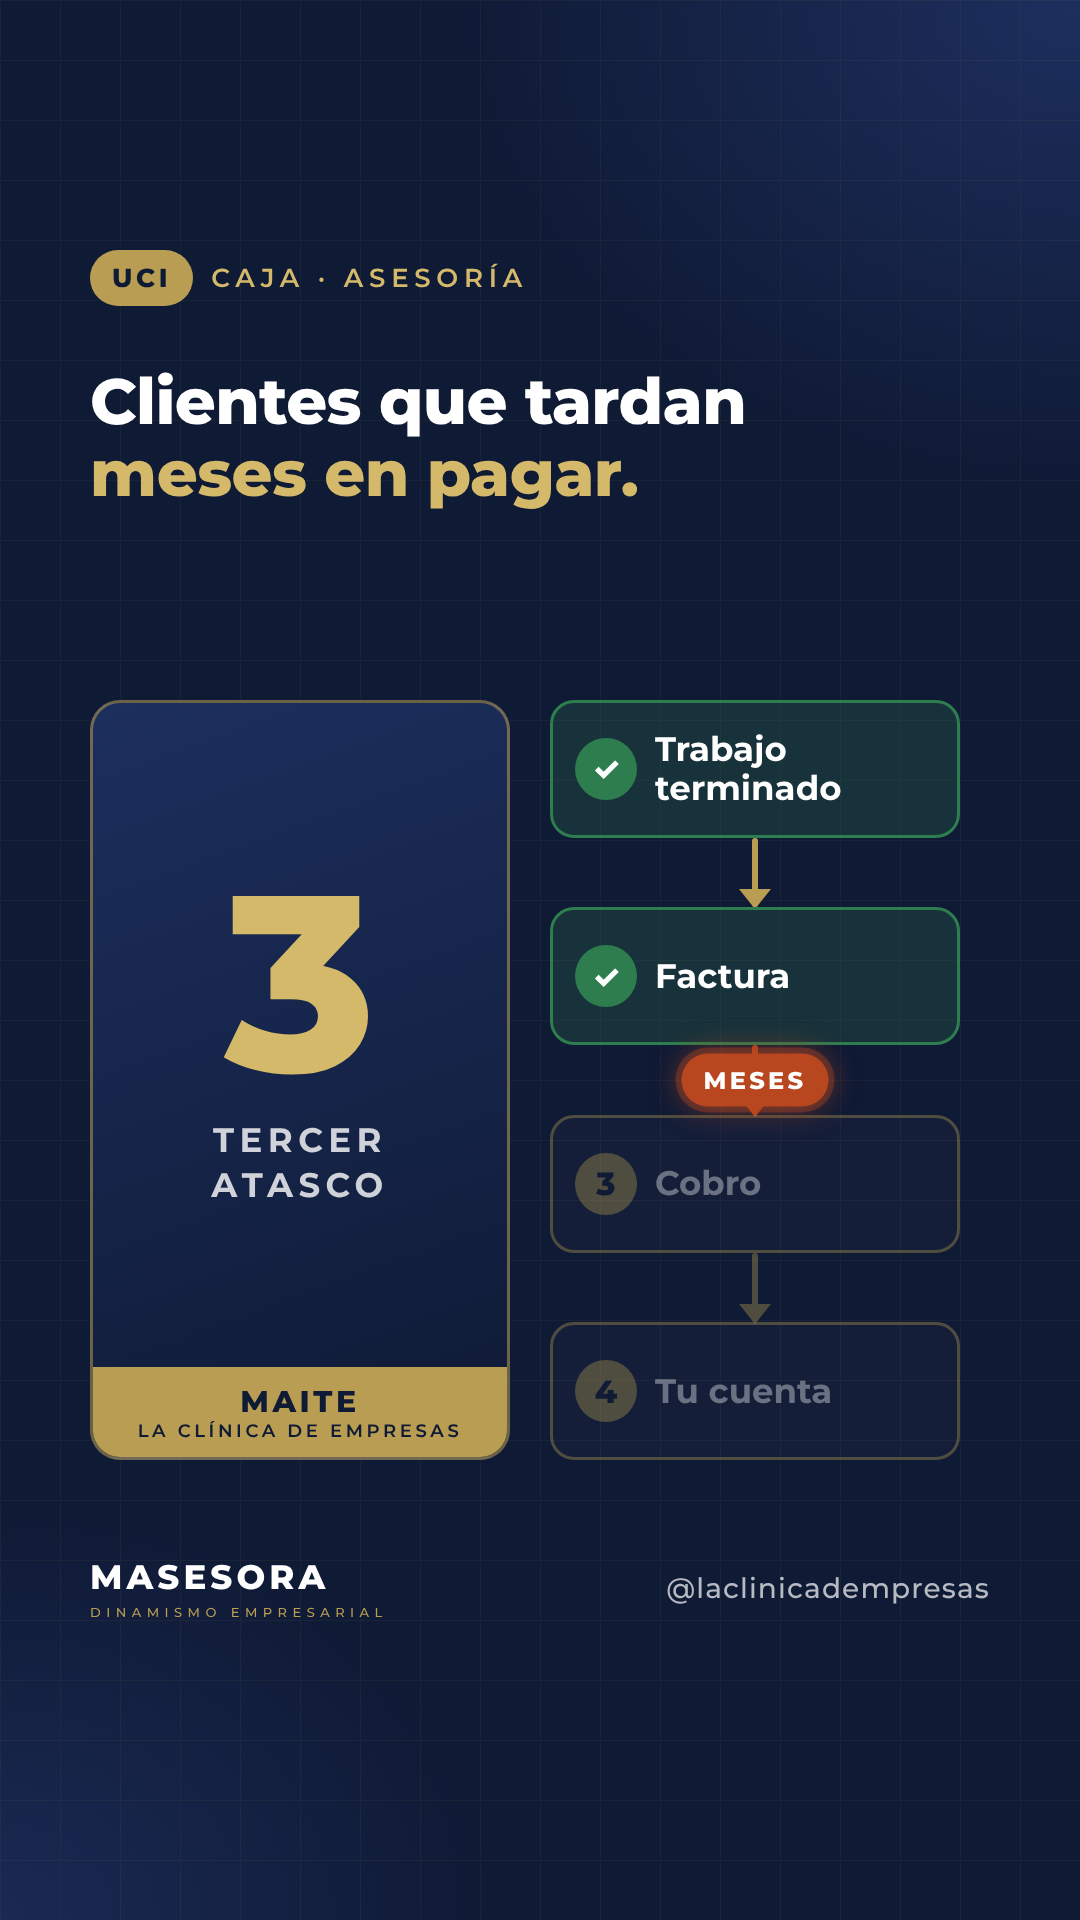 UCI CAJA · ASESORÍA
Clientes que tardan
meses en pagar.
3
TERCER
ATASCO
MAITE
LA CLÍNICA DE EMPRESAS
Trabajo
terminado
Factura
MESES
3 Cobro
4 Tu cuenta
MASESORA
DINAMISMO EMPRESARIAL
@laclinicadempresas